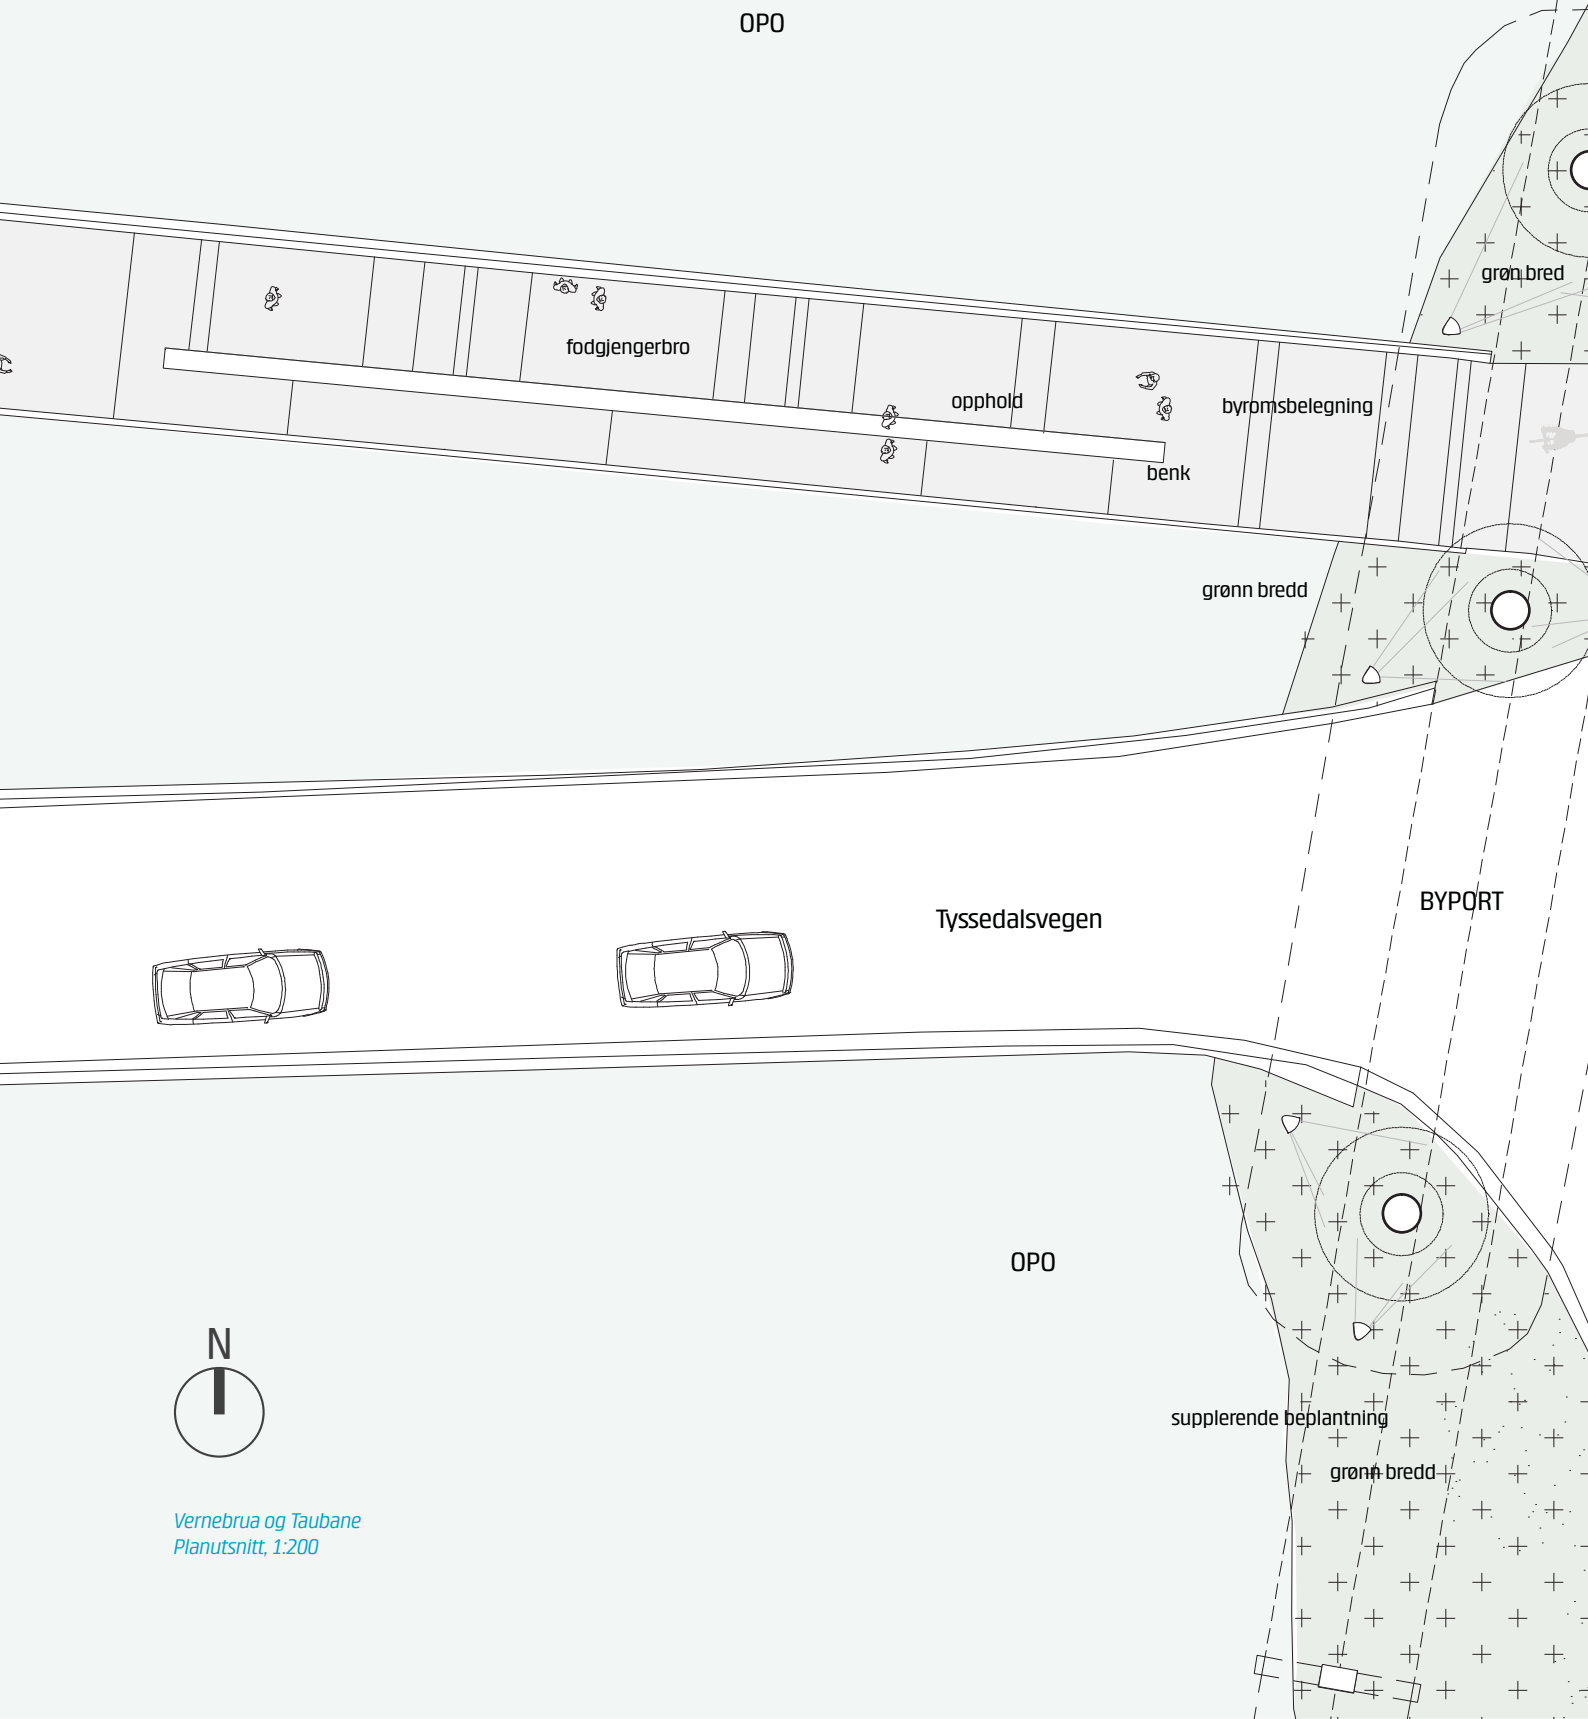 OPO
grøn bred
fodgjengerbro
opphold
byromsbelegning
benk
grønn bredd
BYPORT
Tyssedalsvegen
OPO
N
supplerende beplantning
grønn bredd
Vernebrua og Taubane
Planutsnitt, 1:200